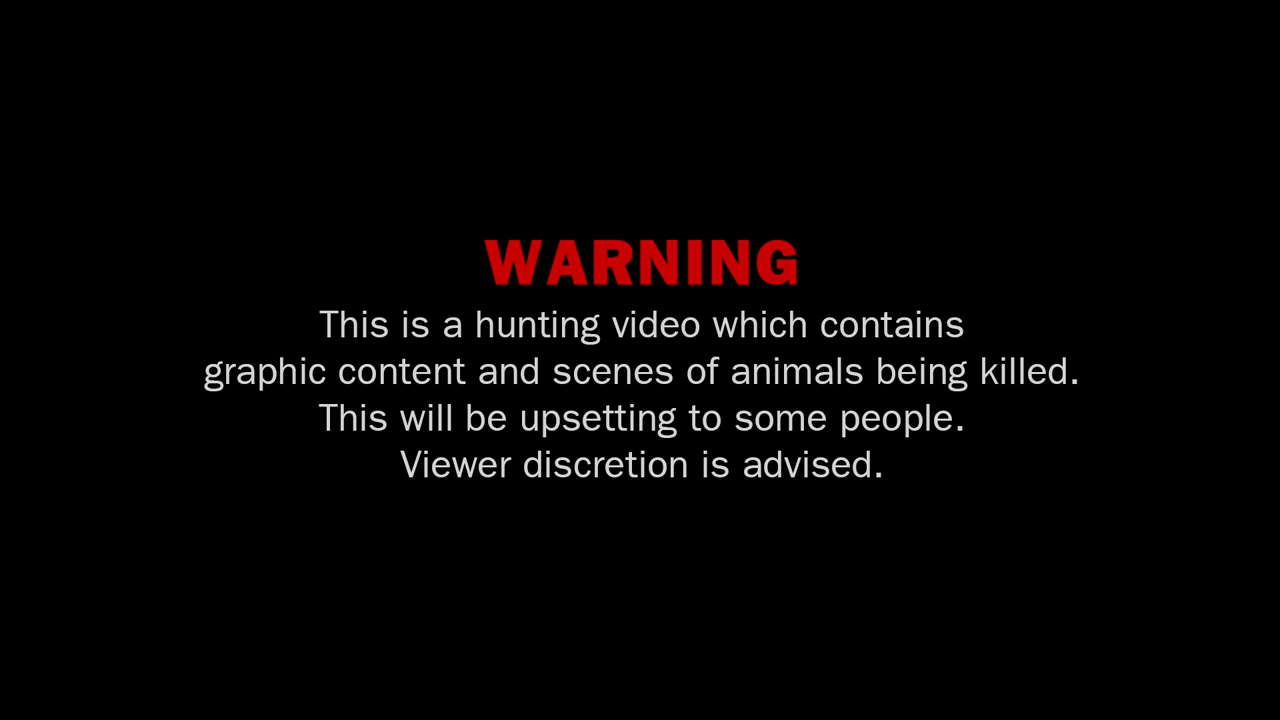 WARNING
This is a hunting video which contains
graphic content and scenes of animals being killed.
This will be upsetting to some people.
Viewer discretion is advised.